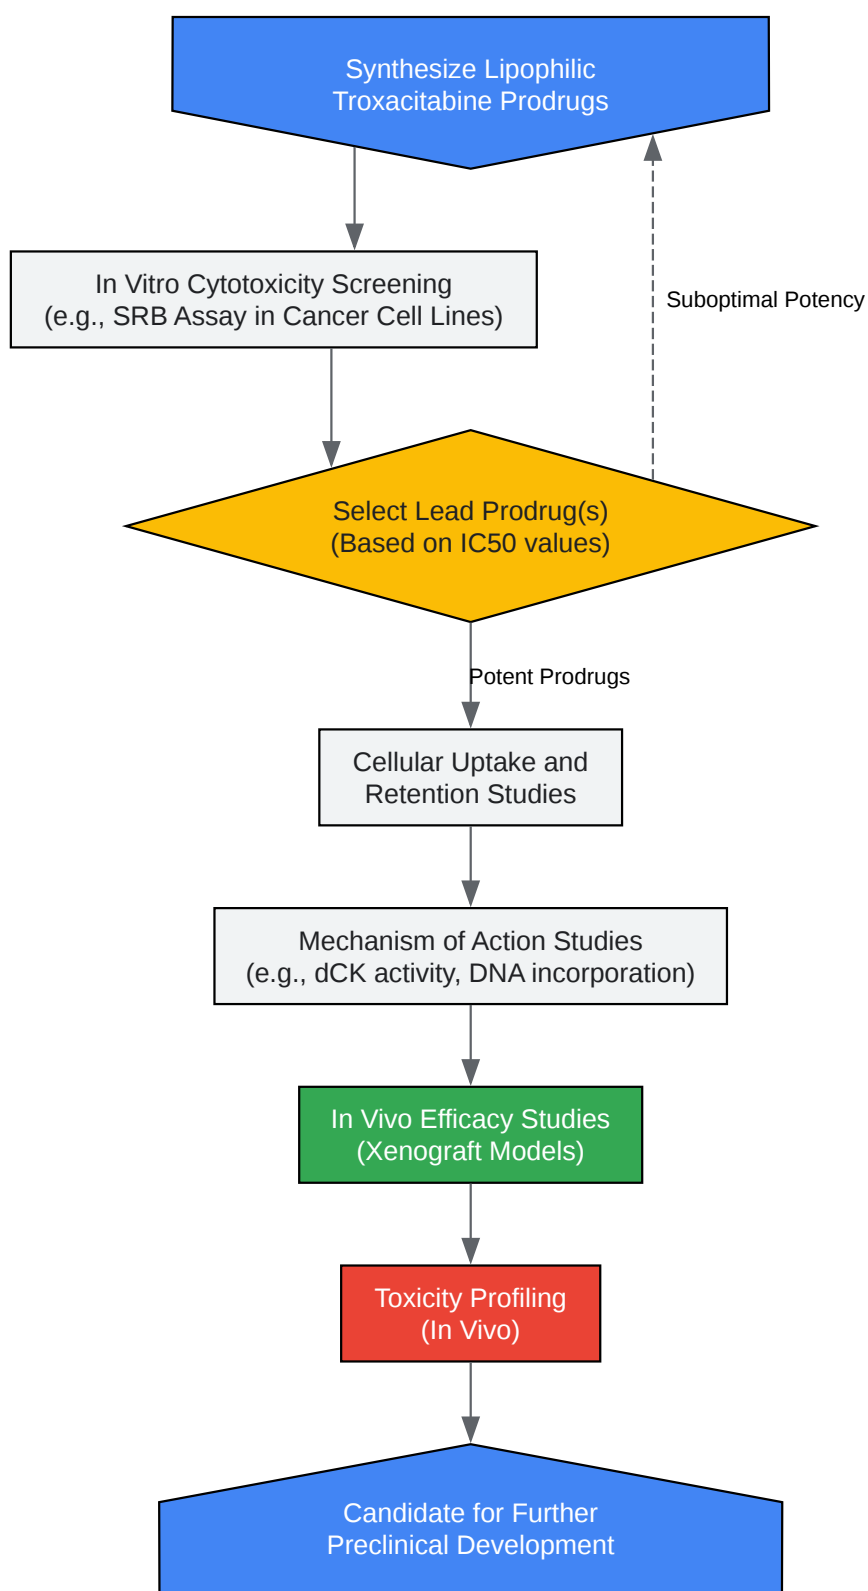 Synthesize Lipophilic
Troxacitabine Prodrugs
In Vitro Cytotoxicity Screening
(e.g., SRB Assay in Cancer Cell Lines)
Suboptimal Potency
Select Lead Prodrug(s)
(Based on IC50 values)
Potent Prodrugs
Cellular Uptake and
Retention Studies
Mechanism of Action Studies
(e.g., dCK activity, DNA incorporation)
In Vivo Efficacy Studies
(Xenograft Models)
Toxicity Profiling
(In Vivo)
Candidate for Further
Preclinical Development